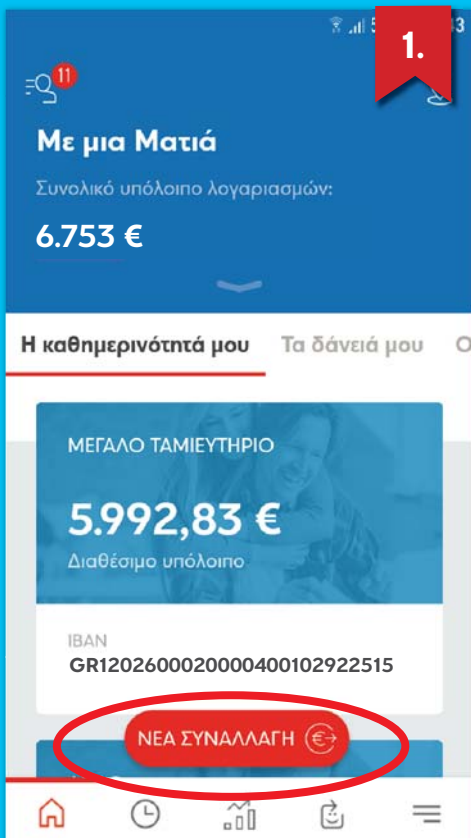 1.
11
Με μια Ματιά
Συνολικό υπόλοιπο λογαριασμών:
6.753 €
Η καθημερινότητά μου Τα δάνειά μου
ΜΕΓΑΛΟ ΤΑΜΙΕΥΤΗΡΙΟ
5.992,83 €
Διαθέσιμο υπόλοιπο
IBAN
GR1202600020000400102922515
ΝΕΑ ΣΥΝΑΛΛΑΓΗ